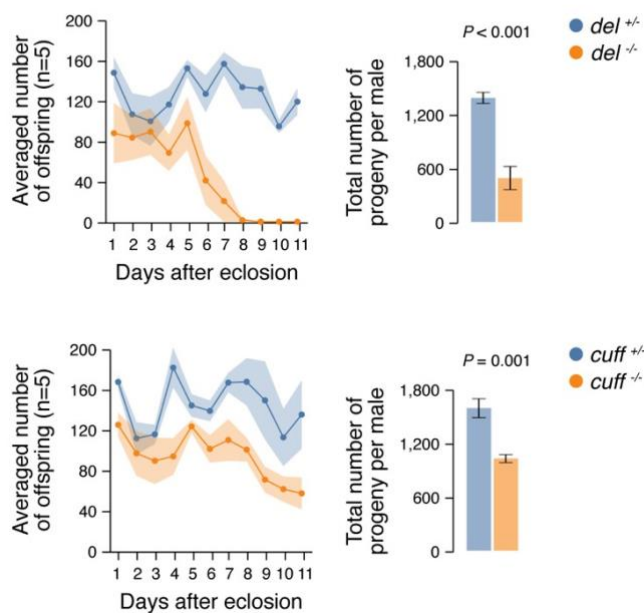 200
160
120
80
40
0
Averaged number
of offspring (n=5)
1 2 3 4 5 6 7 8 9 10 11
Days after eclosion
P < 0.001
1,800
1,200
600
0
Total number of
progeny per male
del +/-
del -/-
200
160
120
80
40
0
Averaged number
of offspring (n=5)
1 2 3 4 5 6 7 8 9 10 11
Days after eclosion
P = 0.001
1,800
1,200
600
0
Total number of
progeny per male
cuff +/-
cuff -/-